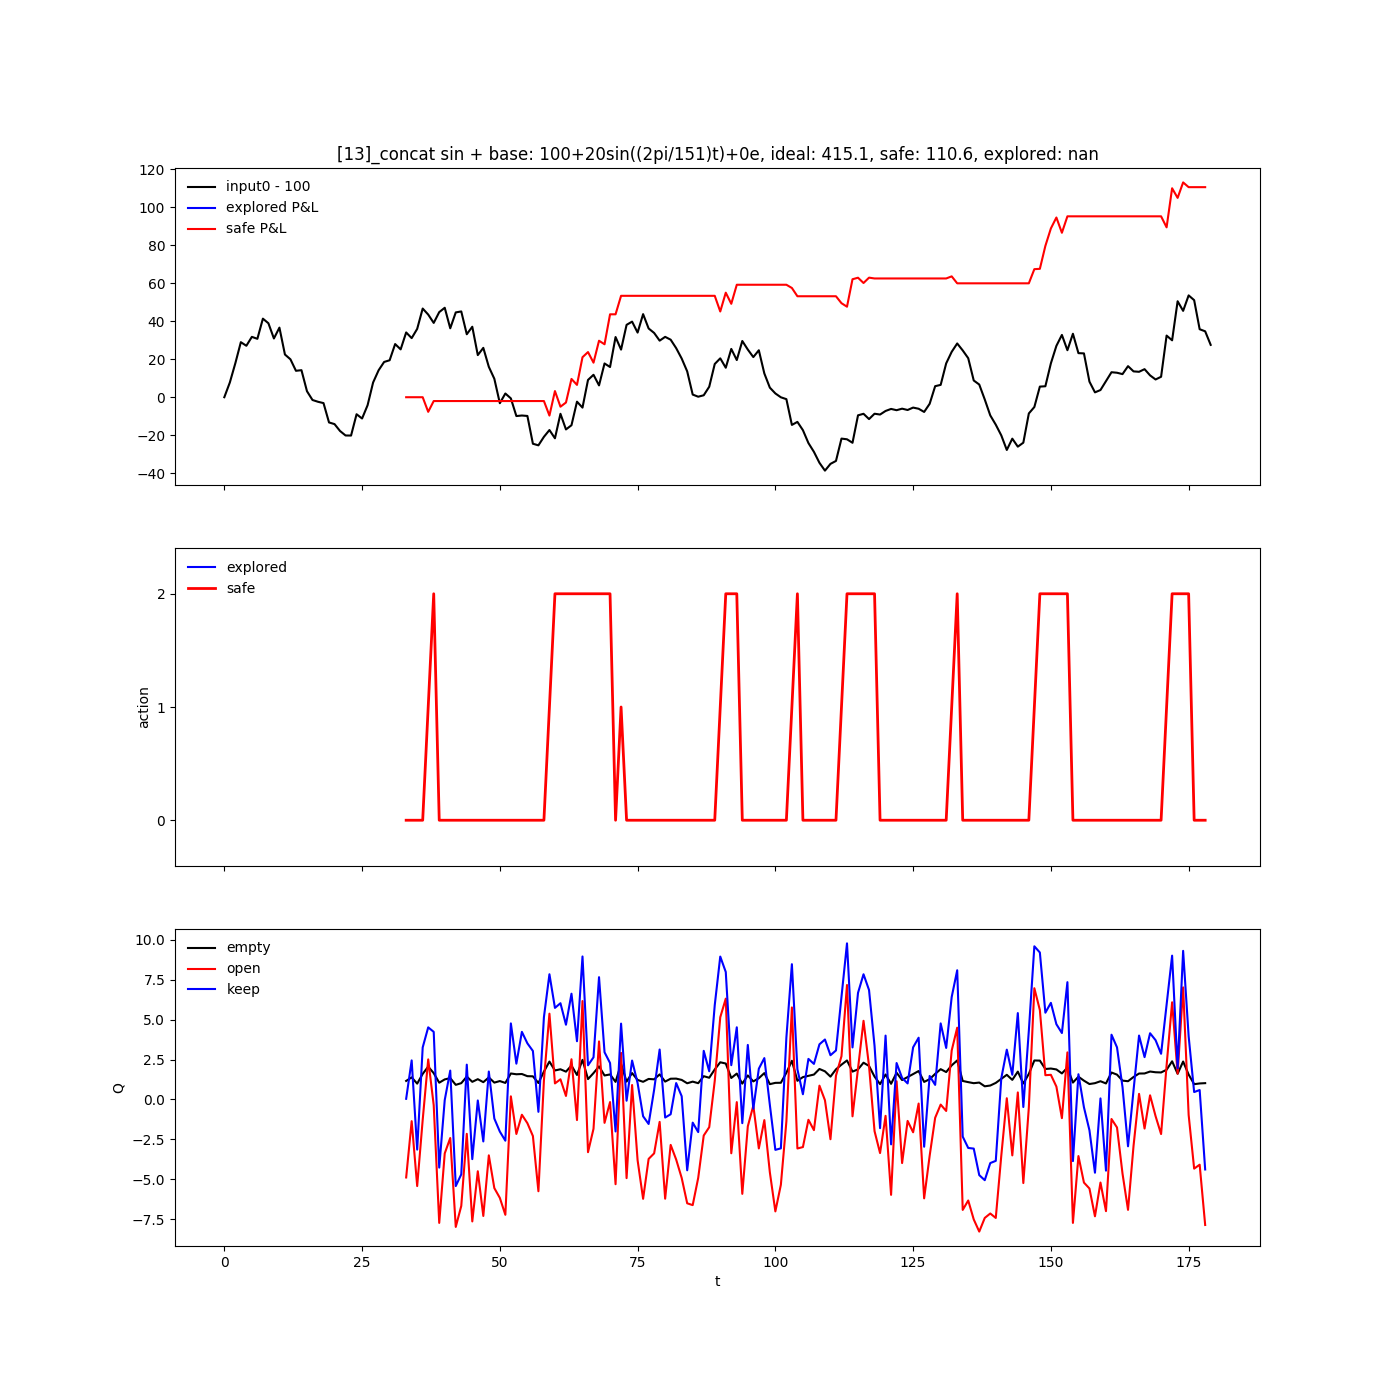 [13]_concat sin + base: 100+20sin((2pi/151)t)+0e, ideal: 415.1, safe: 110.6, explored: nan
120
100
80
60
40
20
0
−20
−40
input0 - 100
explored P&L
safe P&L
2
1
0
action
explored
safe
10.0
7.5
5.0
2.5
0.0
−2.5
−5.0
−7.5
Q
empty
open
keep
0 25 50 75 100 125 150 175
t